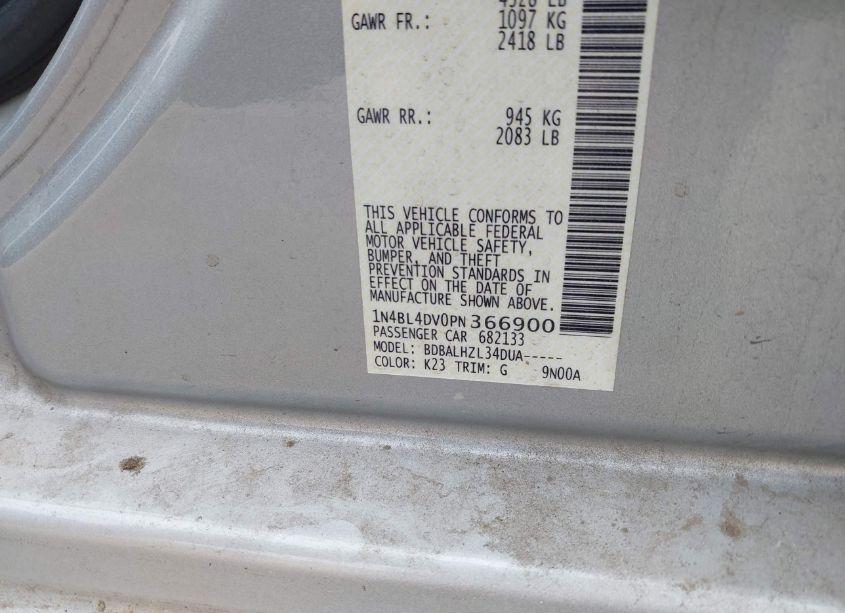 4528 LB
GAWR FR.: 1097 KG
2418 LB
GAWR RR.: 945 KG
2083 LB
THIS VEHICLE CONFORMS TO
ALL APPLICABLE FEDERAL
MOTOR VEHICLE SAFETY,
BUMPER, AND THEFT
PREVENTION STANDARDS IN
EFFECT ON THE DATE OF
MANUFACTURE SHOWN ABOVE.
1N4BL4DV0PN366900
PASSENGER CAR 682133
MODEL: BDBALHZL34DUA-----
COLOR: K23 TRIM: G 9N00A